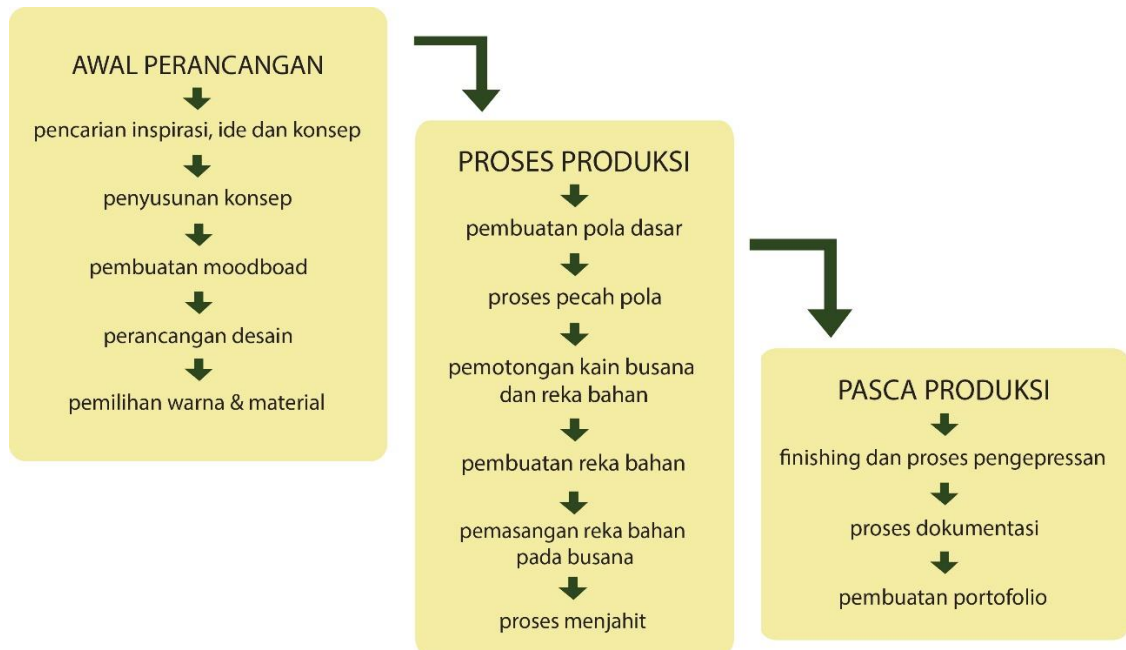 AWAL PERANCANGAN
pencarian inspirasi, ide dan konsep
penyusunan konsep
pembuatan moodboad
perancangan desain
pemilihan warna & material
PROSES PRODUKSI
pembuatan pola dasar
proses pecah pola
pemotongan kain busana
dan reka bahan
pembuatan reka bahan
pemasangan reka bahan
pada busana
proses menjahit
PASCA PRODUKSI
finishing dan proses pengepressan
proses dokumentasi
pembuatan portofolio